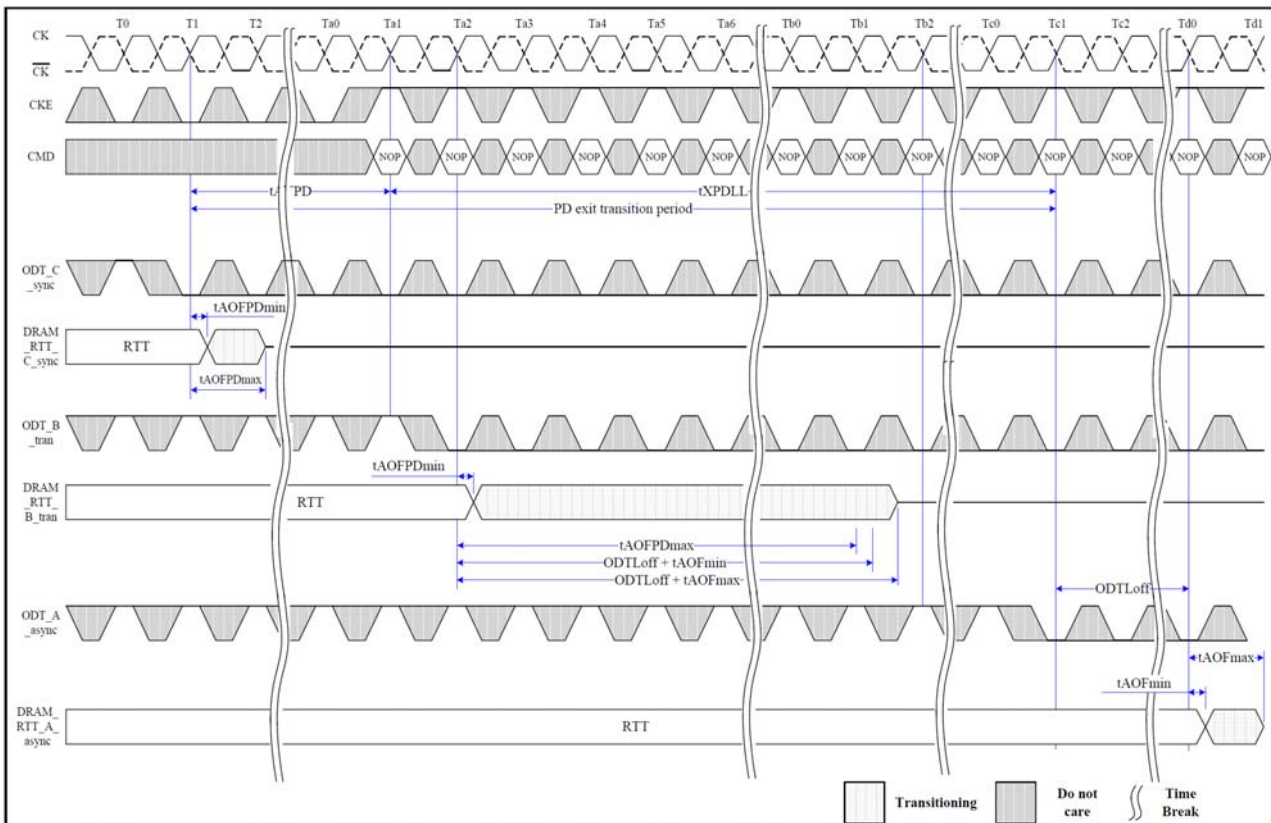 T0 T1 T2 Ta0 Ta1 Ta2 Ta3 Ta4 Ta5 Ta6 Tb0 Tb1 Tb2 Tc0 Tc1 Tc2 Td0 Td1
CK
CK
CKE
CMD
NOP NOP NOP NOP NOP NOP NOP NOP NOP NOP NOP NOP NOP NOP
tXPDLL
PD exit transition period
ODT_C
_sync
tAOFPDmin
DRAM
_RTT_
C_sync
RTT
tAOFPDmax
ODT_B
_tran
tAOFPDmin
DRAM
_RTT_
B_tran
RTT
tAOFPDmax
ODTLoff + tAOFmin
ODTLoff + tAOFmax
ODTLoff
ODT_A
_async
tAOFmax
tAOFmin
DRAM_
RTT_A_
async
RTT
Transitioning
Do not
care
Time
Break